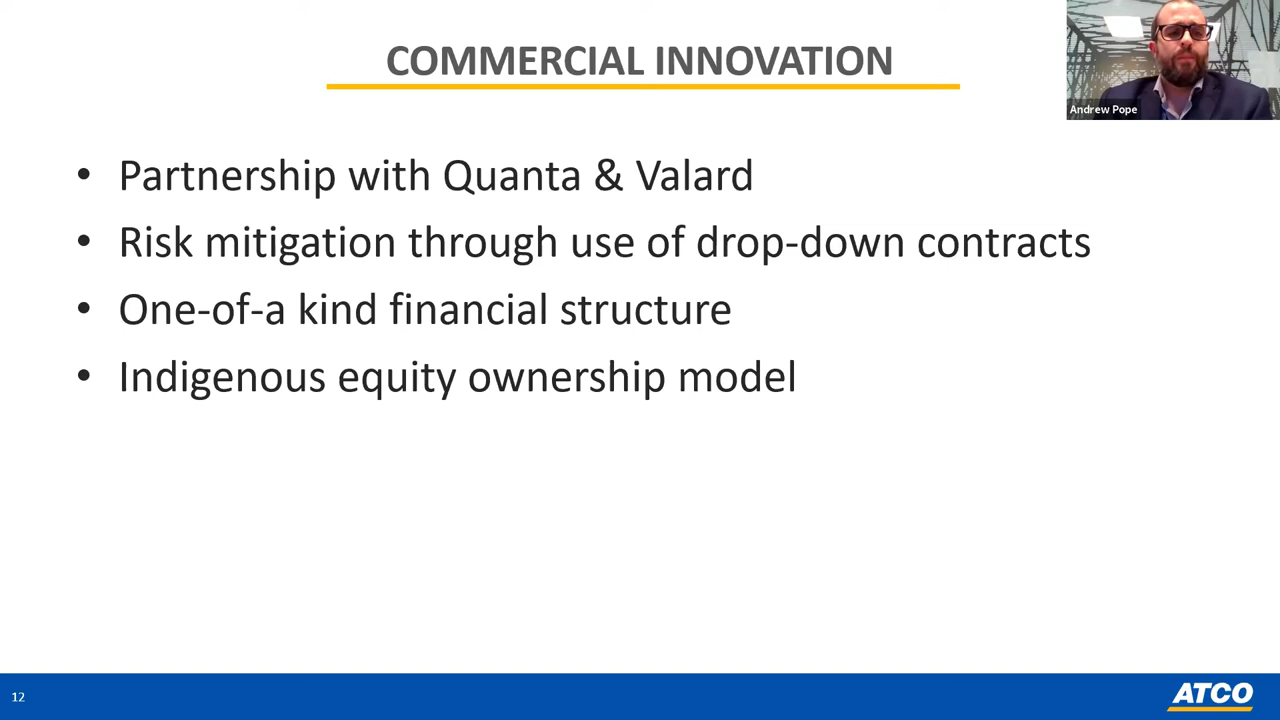 COMMERCIAL INNOVATION
Andrew Pope
• Partnership with Quanta & Valard
• Risk mitigation through use of drop-down contracts
• One-of-a kind financial structure
• Indigenous equity ownership model
12
ATCO